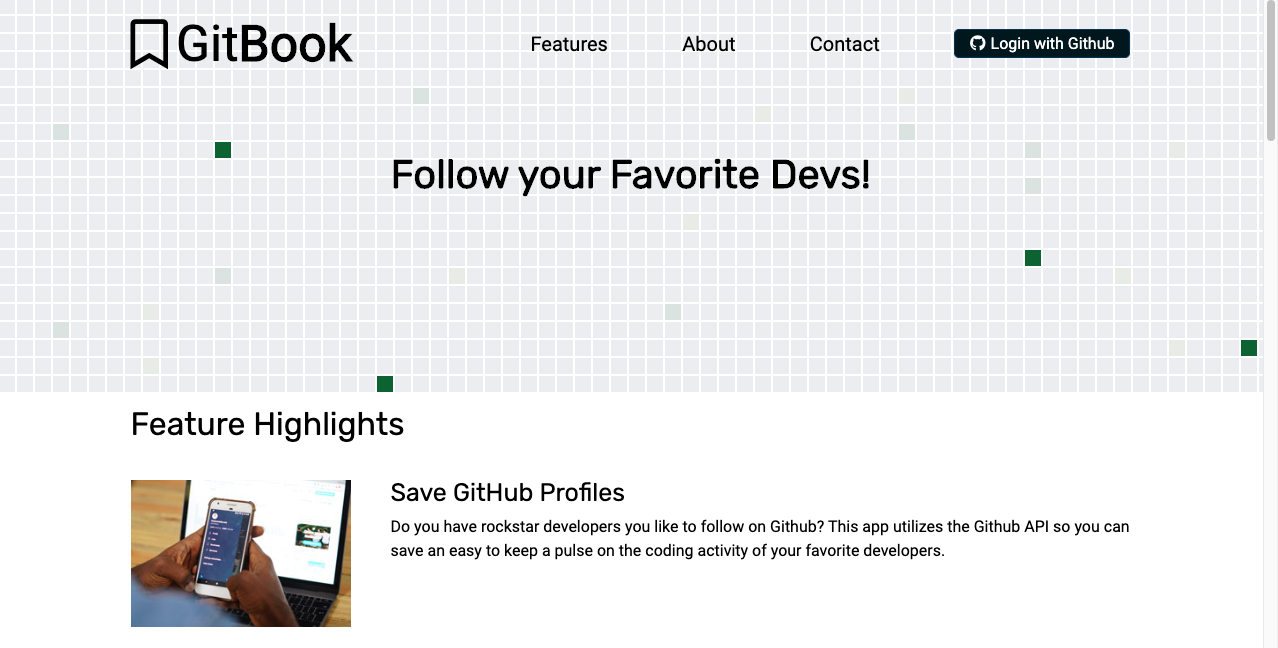 GitBook
Features
About
Contact
Login with Github
Follow your Favorite Devs!
Feature Highlights
Save GitHub Profiles
Do you have rockstar developers you like to follow on Github? This app utilizes the Github API so you can
save an easy to keep a pulse on the coding activity of your favorite developers.